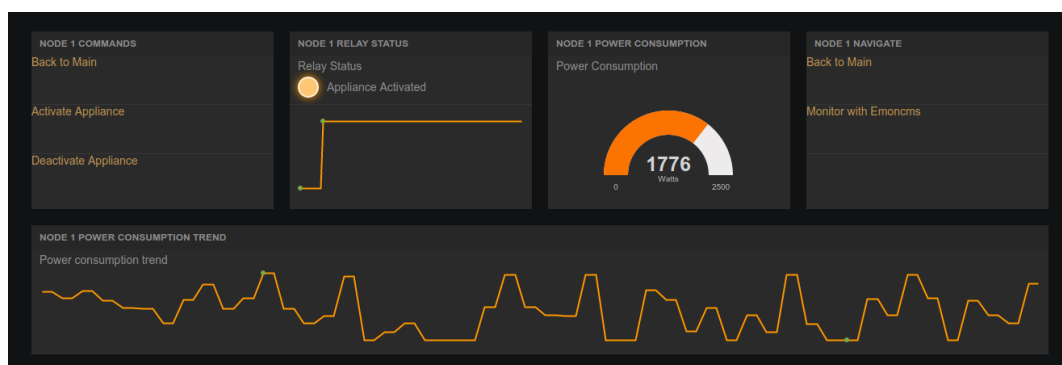 NODE 1 COMMANDS
Back to Main
Activate Appliance
Deactivate Appliance
NODE 1 RELAY STATUS
Relay Status
Appliance Activated
NODE 1 POWER CONSUMPTION
Power Consumption
1776
Watts
0
2500
NODE 1 NAVIGATE
Back to Main
Monitor with Emoncms
NODE 1 POWER CONSUMPTION TREND
Power consumption trend